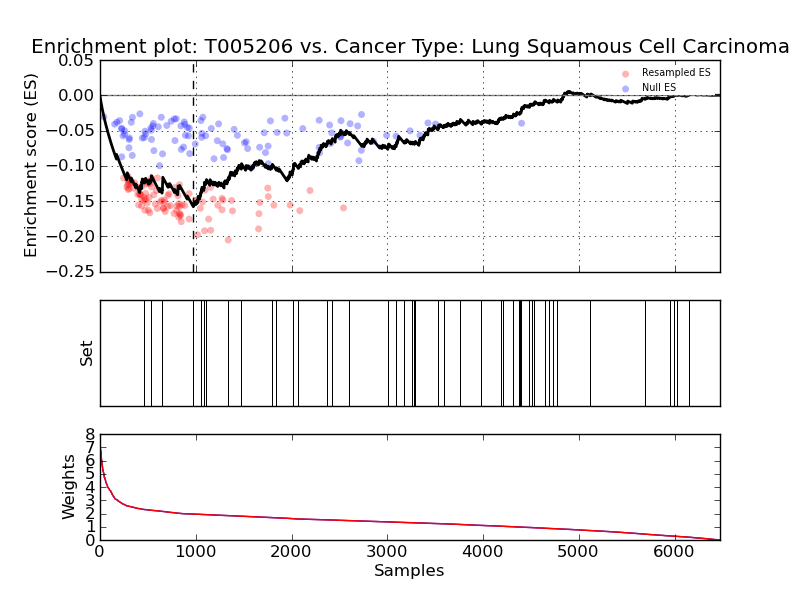 Enrichment plot: T005206 vs. Cancer Type: Lung Squamous Cell Carcinoma
Enrichment score (ES)
0.05
0.00
−0.05
−0.10
−0.15
−0.20
−0.25
Resampled ES
Null ES
Set
Weights
8
7
6
5
4
3
2
1
0
0 1000 2000 3000 4000 5000 6000
Samples